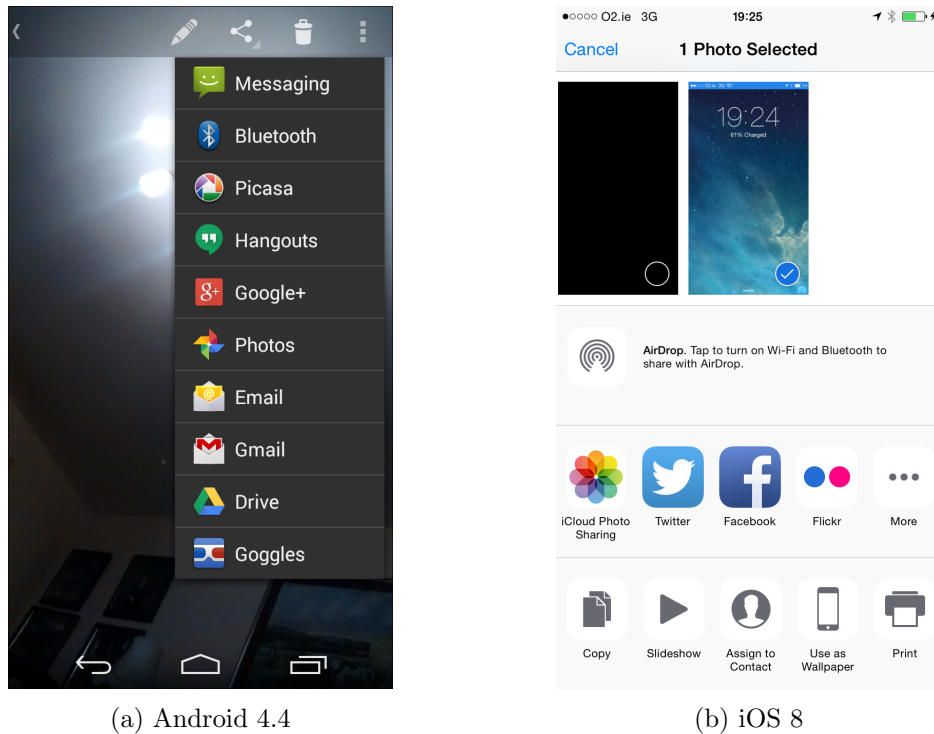 Messaging
Bluetooth
Picasa
Hangouts
g+
Google+
Photos
Email
Gmail
Drive
Goggles
(a) Android 4.4
O2.ie 3G 19:25
Cancel 1 Photo Selected
19:24
61% Charged
AirDrop. Tap to turn on Wi-Fi and Bluetooth to
share with AirDrop.
iCloud Photo
Sharing
Twitter
Facebook
Flickr
More
Copy
Slideshow
Assign to
Contact
Use as
Wallpaper
Print
(b) iOS 8